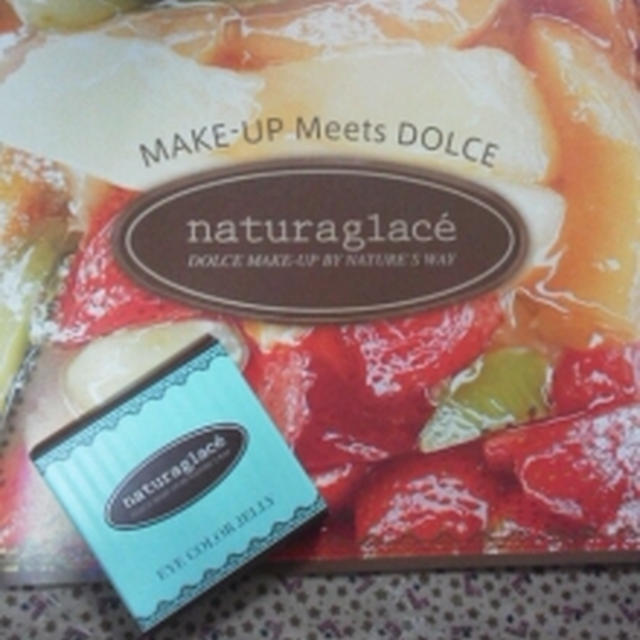 MAKE-UP Meets DOLCE
naturaglacé
DOLCE MAKE-UP BY NATURE'S WAY
naturaglacé
EYE COLOR JELLY